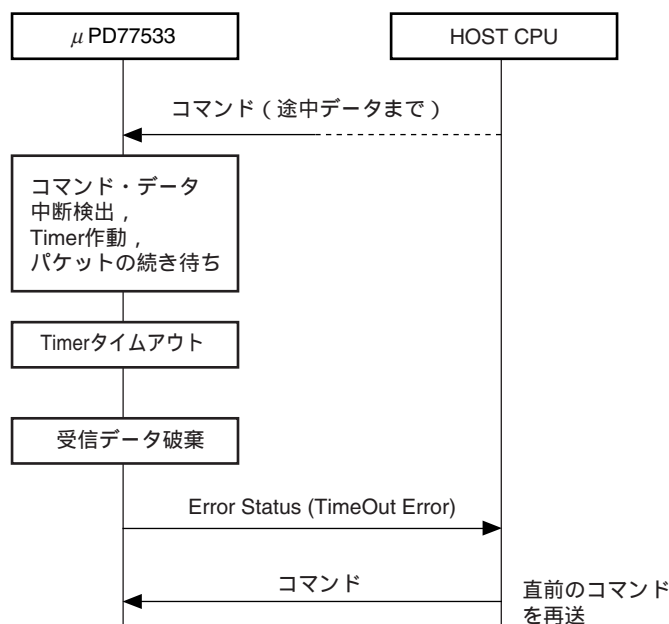 μ PD77533
HOST CPU
コマンド（途中データまで）
コマンド・データ
中断検出，
Timer作動，
パケットの続き待ち
Timerタイムアウト
受信データ破棄
Error Status (TimeOut Error)
コマンド
直前のコマンド
を再送